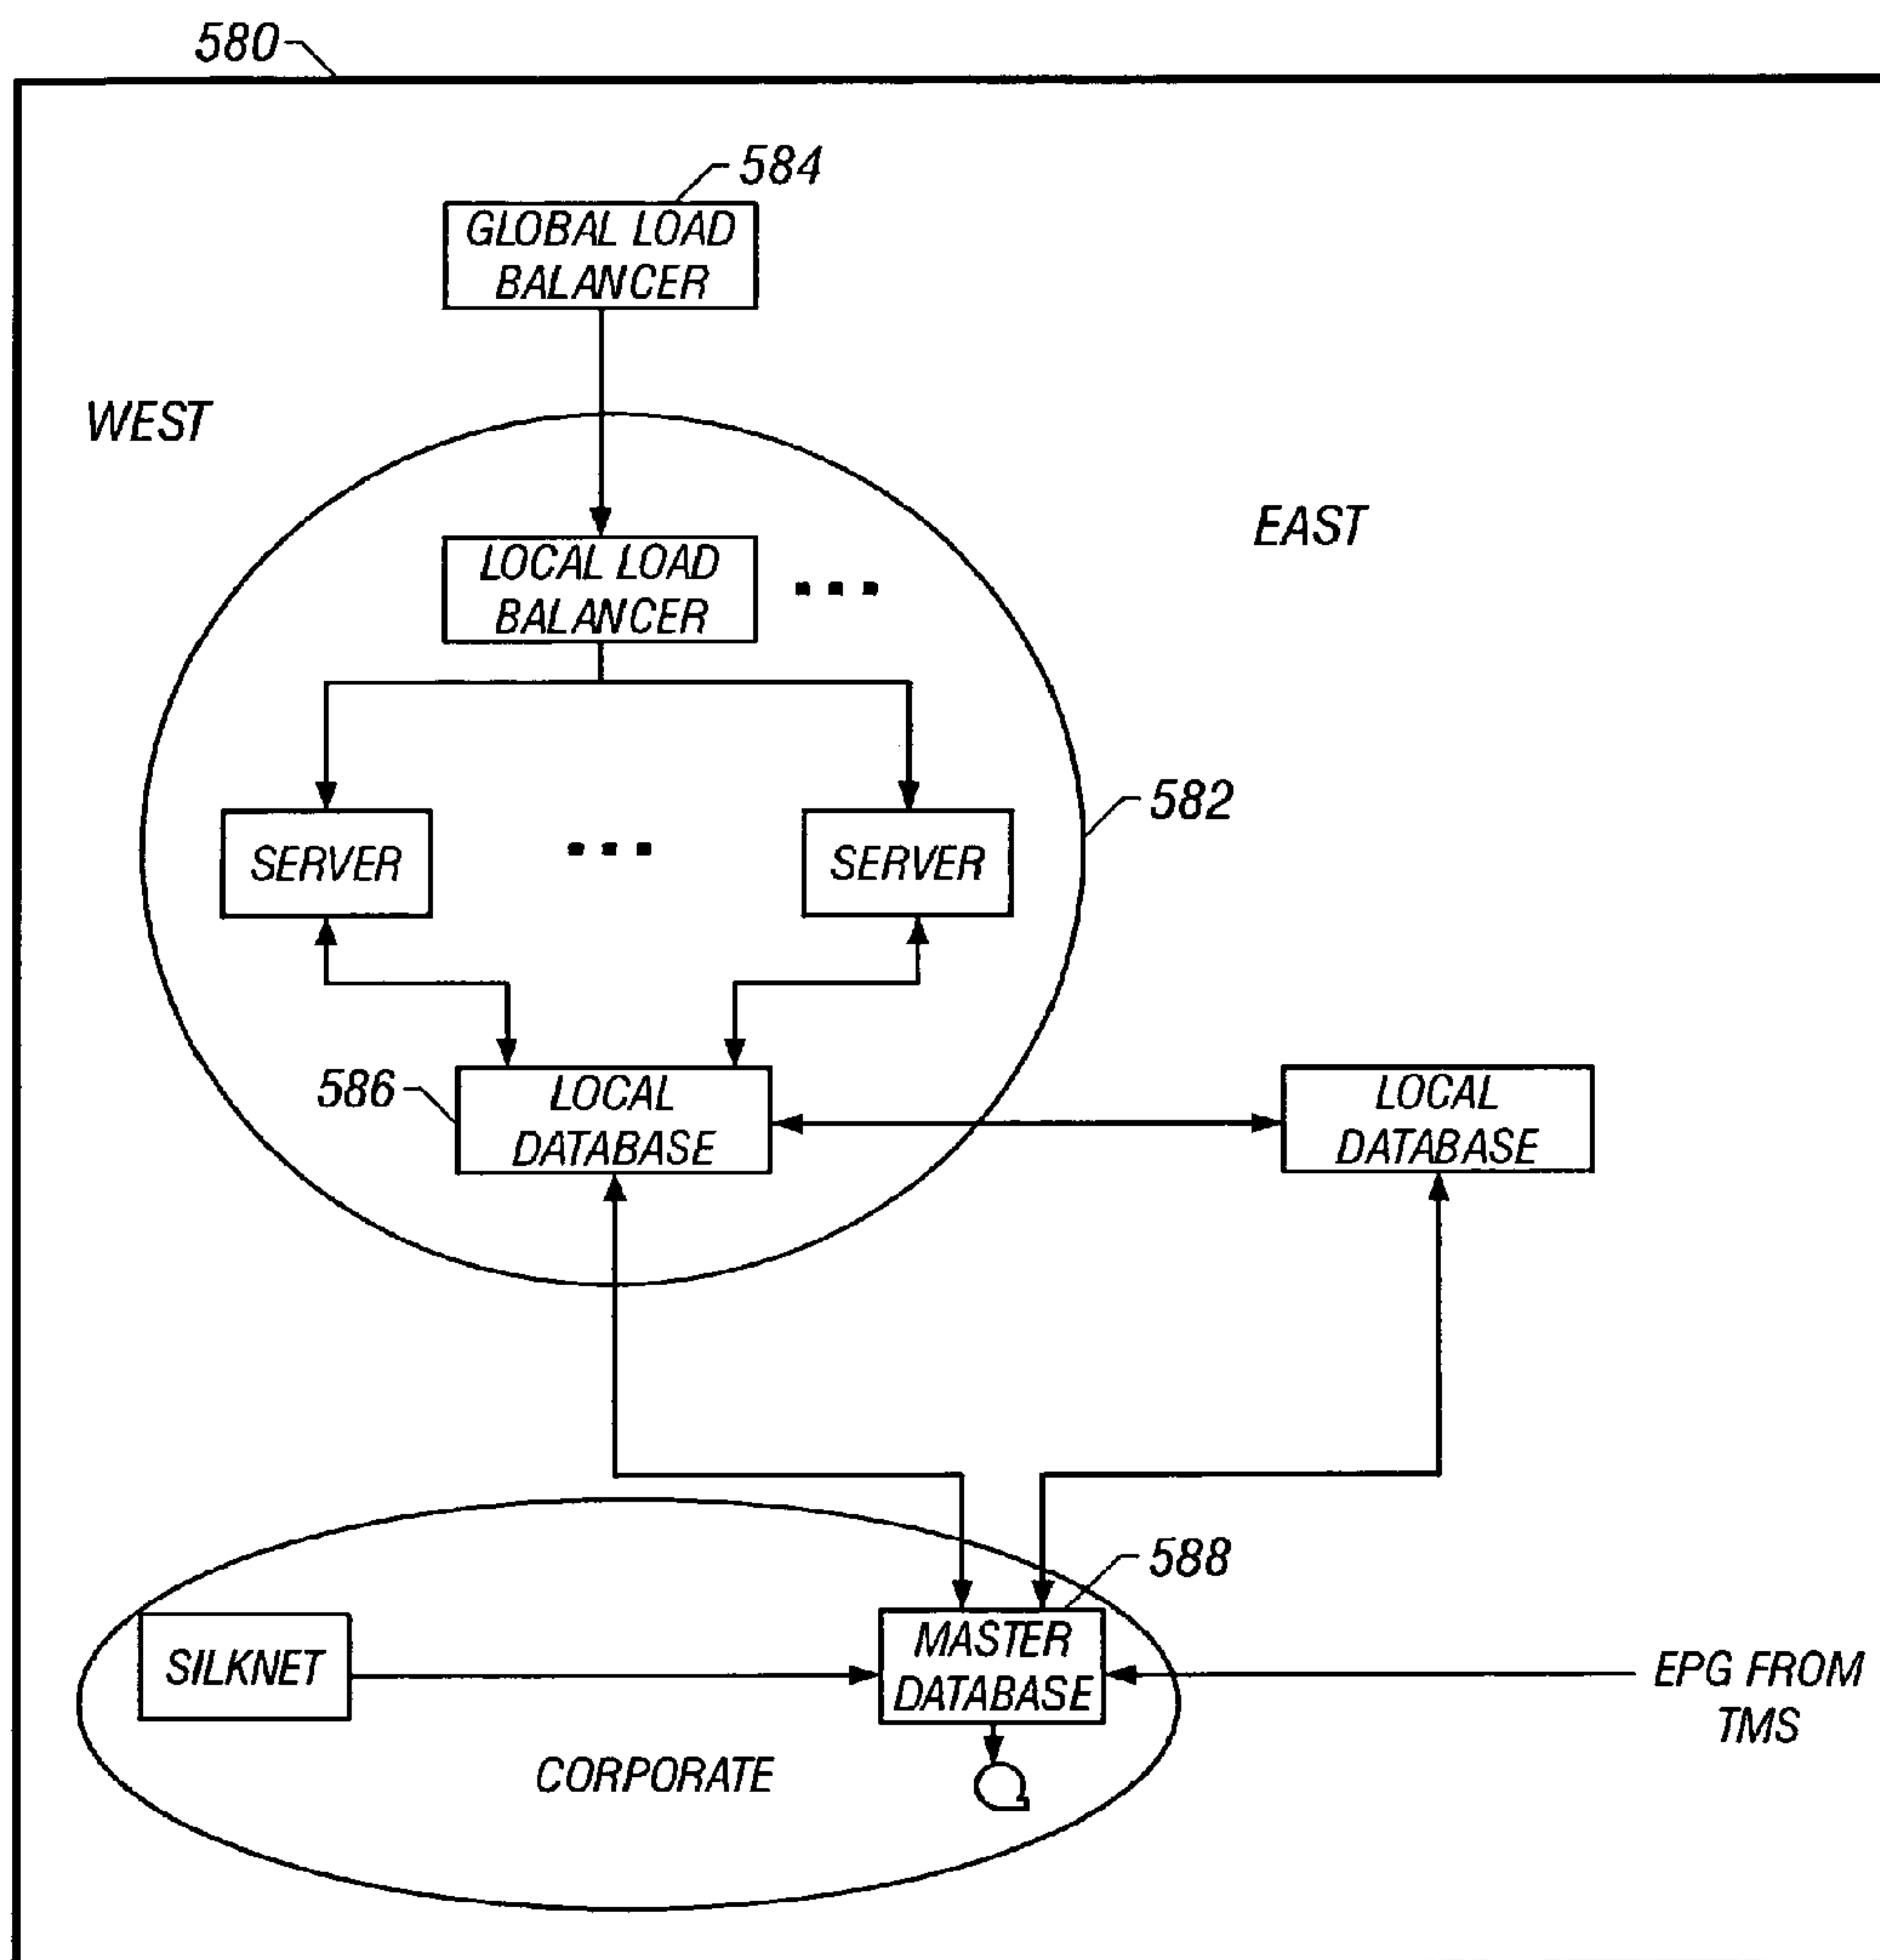 580
584
GLOBAL LOAD
BALANCER
WEST
EAST
LOCAL LOAD
BALANCER
582
SERVER
SERVER
586
LOCAL
DATABASE
LOCAL
DATABASE
588
MASTER
DATABASE
SILKNET
EPG FROM
TMS
CORPORATE